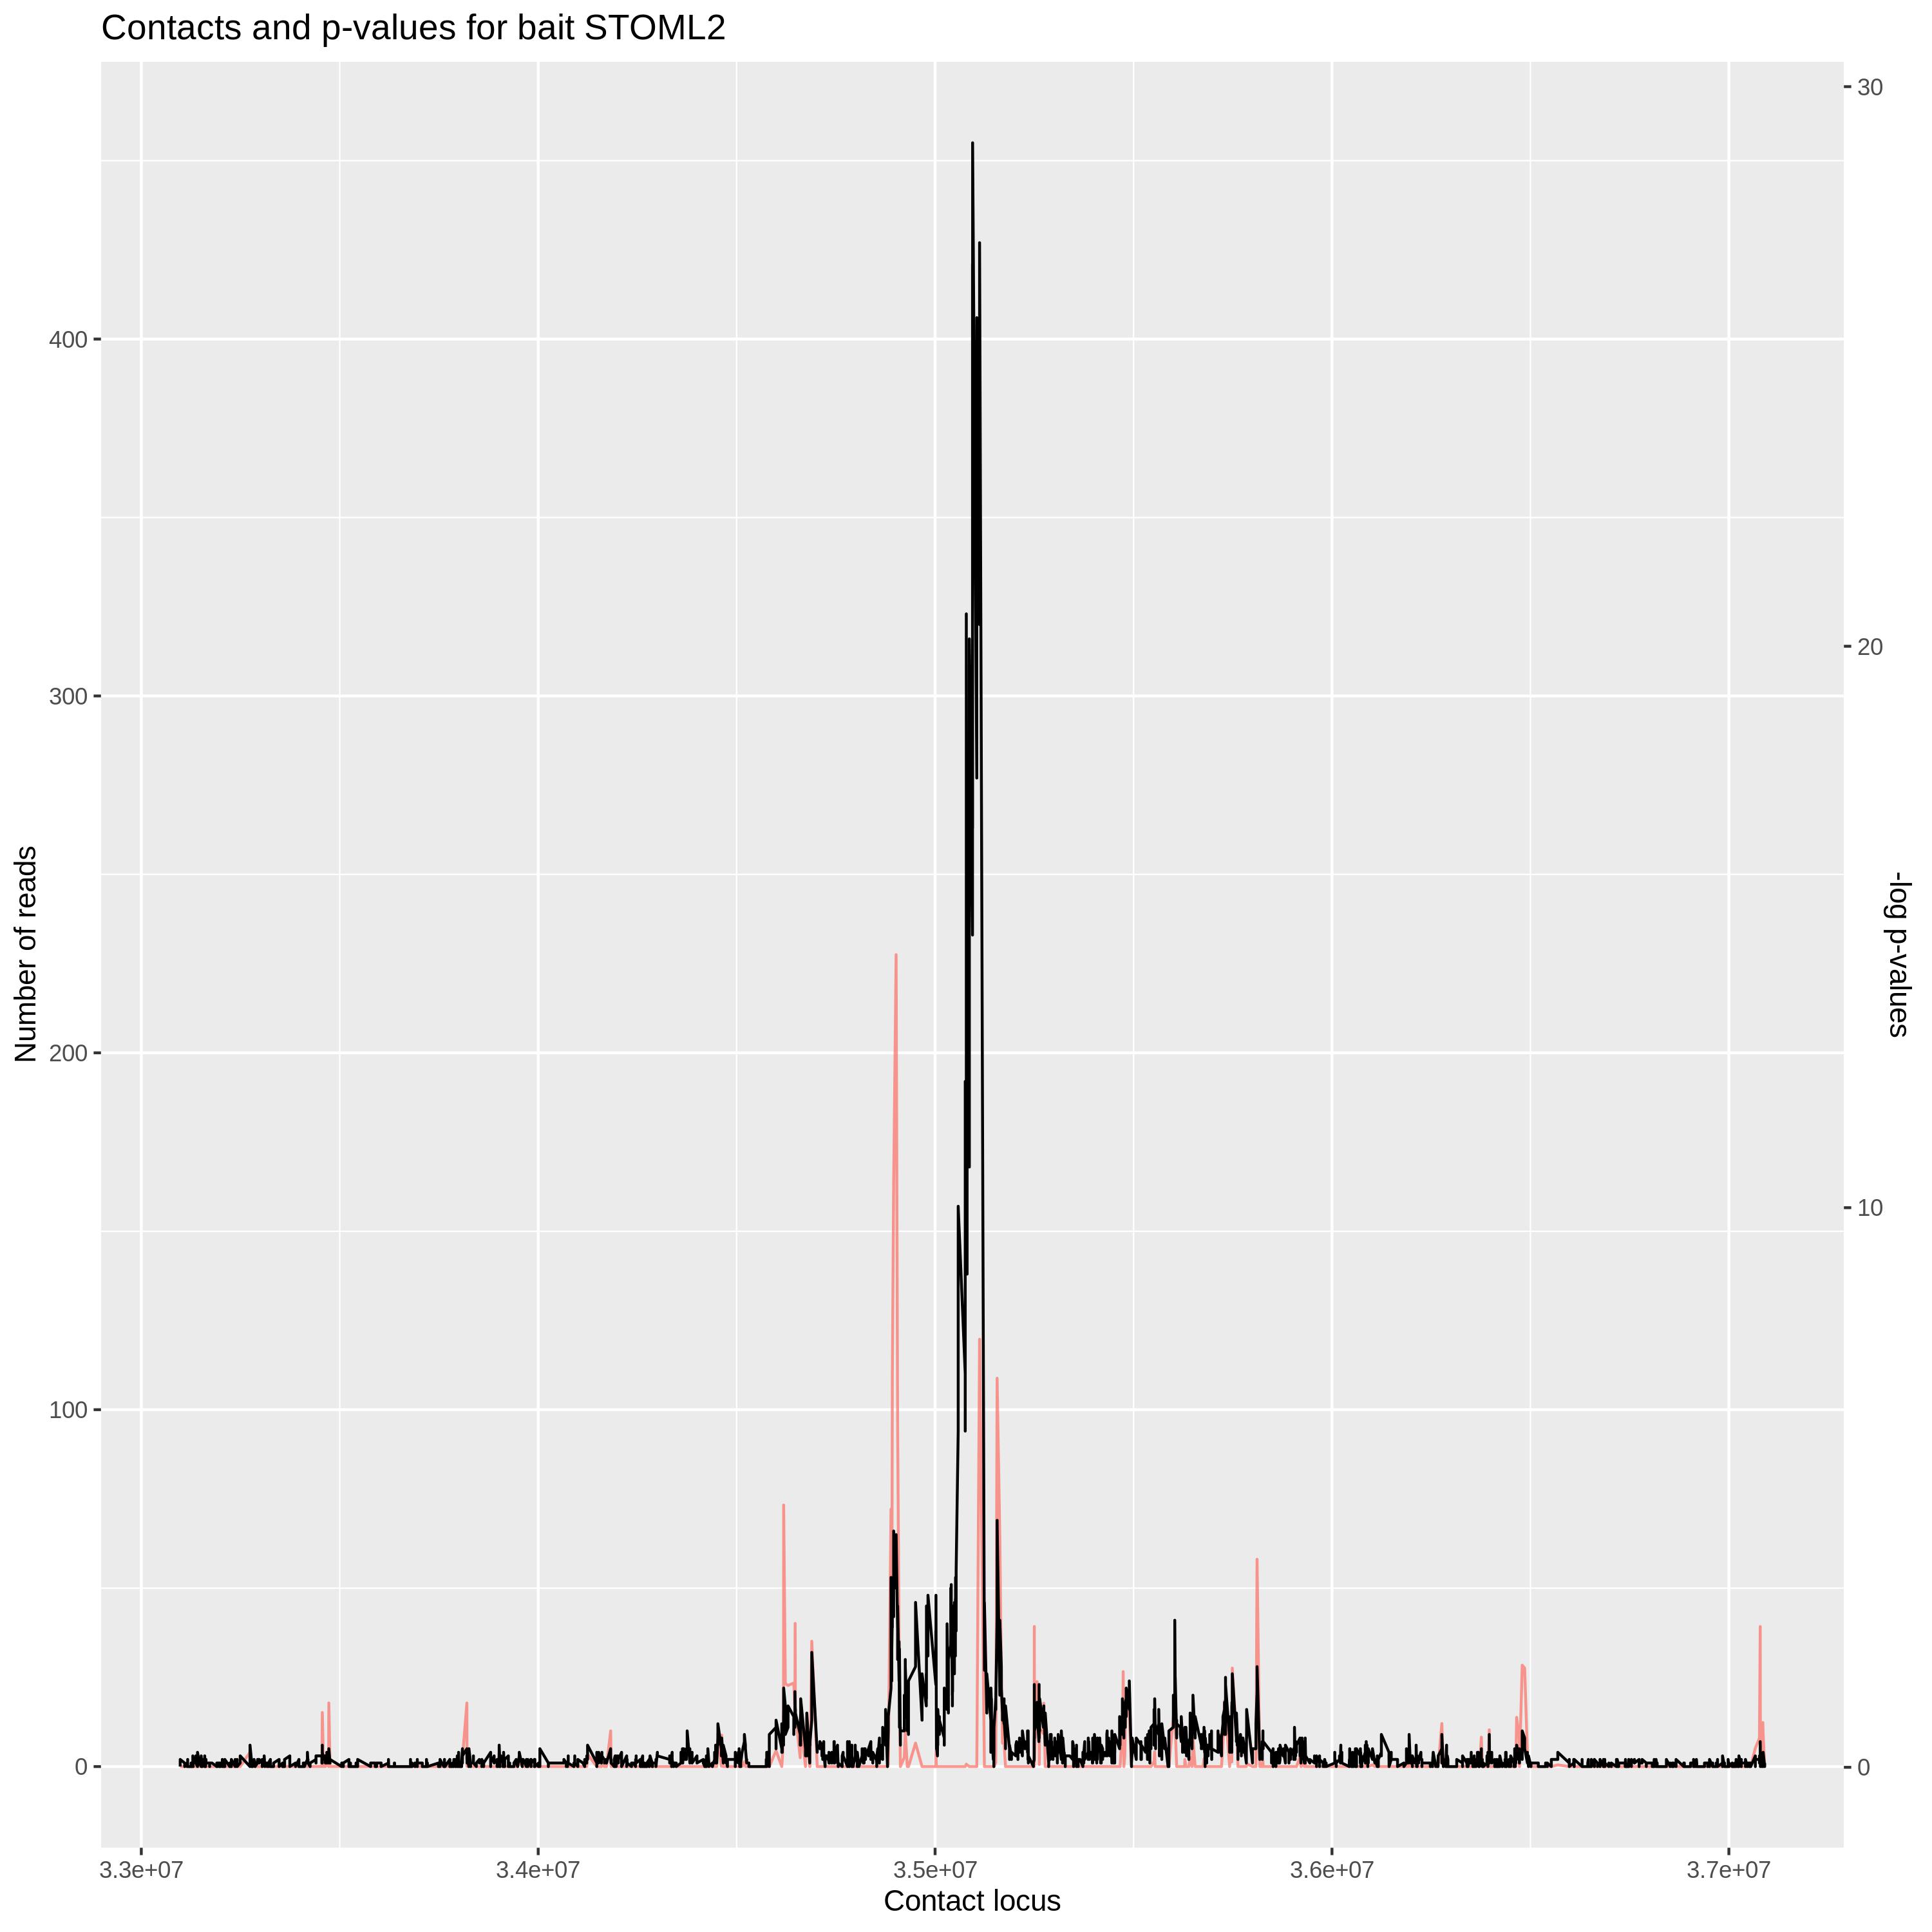 Contacts and p-values for bait STOML2
30
400
20
300
Number of reads
-log p-values
200
10
100
0
0
3.3e+07
3.4e+07
3.5e+07
3.6e+07
3.7e+07
Contact locus